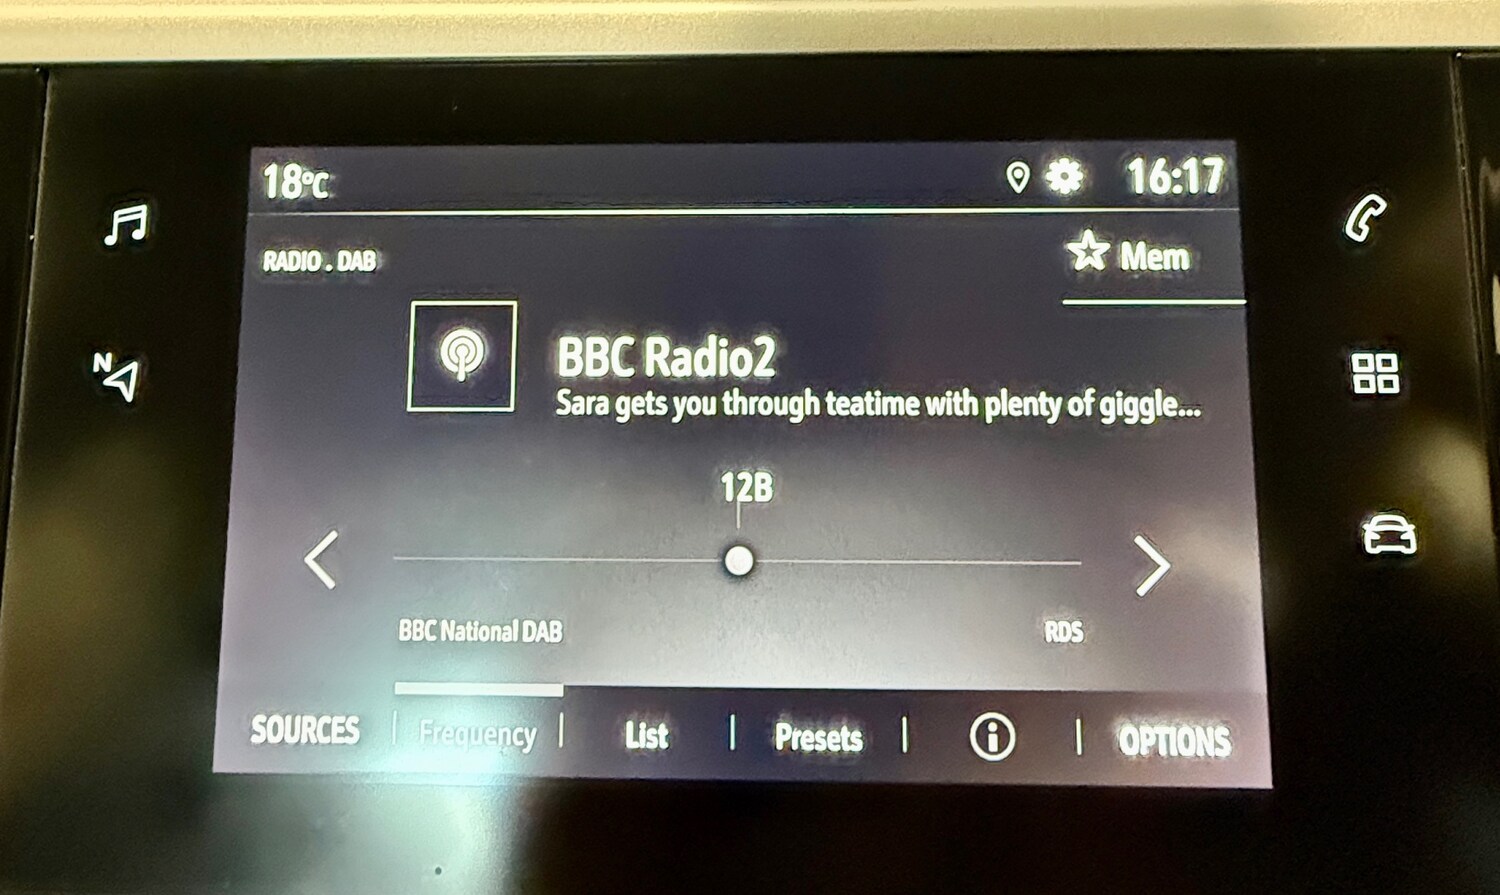 18°C 16:17
RADIO . DAB
Mem
BBC Radio2
Sara gets you through teatime with plenty of giggle...
N
12B
BBC National DAB RDS
SOURCES Frequency List Presets i OPTIONS